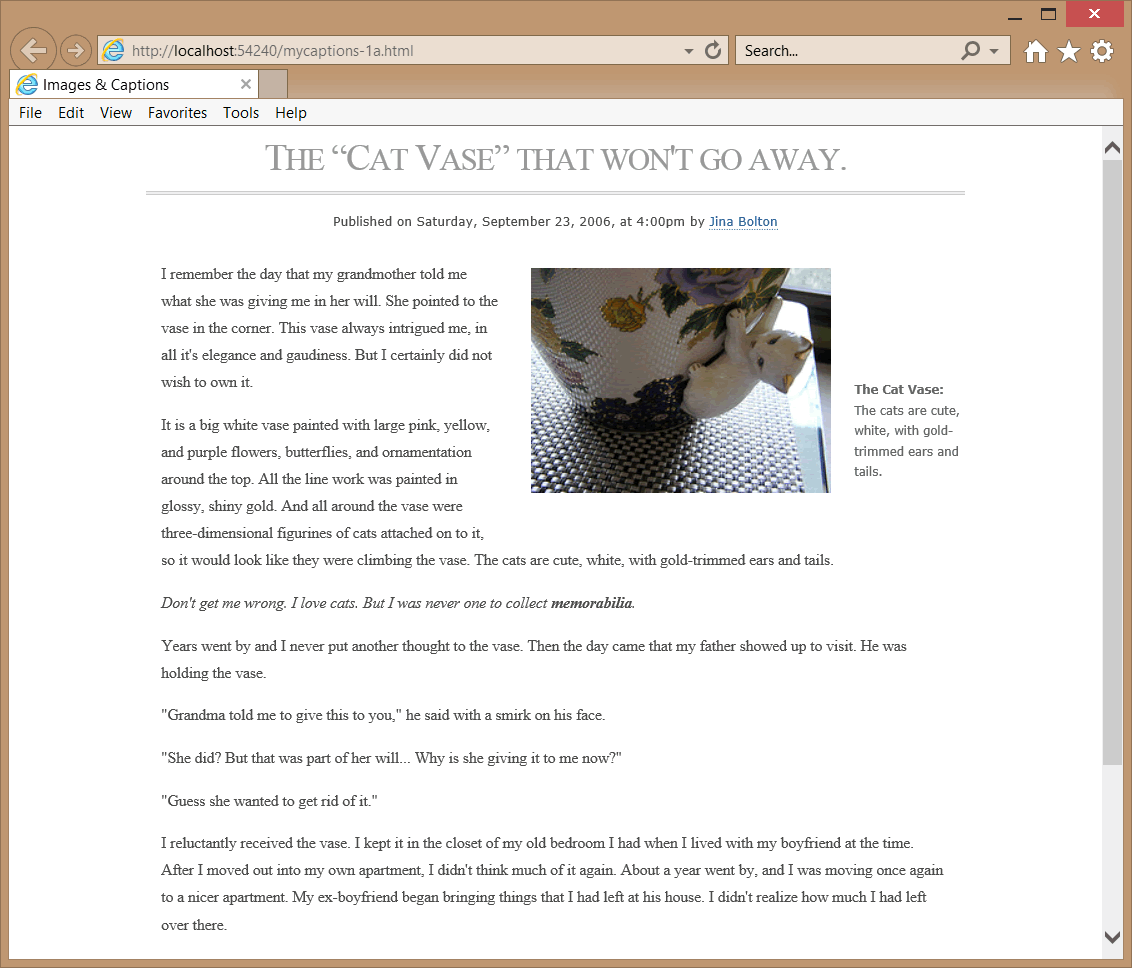 http://localhost:54240/mycaptions-1a.html
Search...
Images & Captions
File Edit View Favorites Tools Help
The “Cat Vase” that won't go away.
Published on Saturday, September 23, 2006, at 4:00pm by Jina Bolton
I remember the day that my grandmother told me
what she was giving me in her will. She pointed to the
vase in the corner. This vase always intrigued me, in
all it's elegance and gaudiness. But I certainly did not
wish to own it.
It is a big white vase painted with large pink, yellow,
and purple flowers, butterflies, and ornamentation
around the top. All the line work was painted in
glossy, shiny gold. And all around the vase were
three-dimensional figurines of cats attached on to it,
so it would look like they were climbing the vase. The cats are cute, white, with gold-trimmed ears and tails.
The Cat Vase:
The cats are cute,
white, with gold-
trimmed ears and
tails.
Don't get me wrong. I love cats. But I was never one to collect memorabilia.
Years went by and I never put another thought to the vase. Then the day came that my father showed up to visit. He was
holding the vase.
"Grandma told me to give this to you," he said with a smirk on his face.
"She did? But that was part of her will... Why is she giving it to me now?"
"Guess she wanted to get rid of it."
I reluctantly received the vase. I kept it in the closet of my old bedroom I had when I lived with my boyfriend at the time.
After I moved out into my own apartment, I didn't think much of it again. About a year went by, and I was moving once again
to a nicer apartment. My ex-boyfriend began bringing things that I had left at his house. I didn't realize how much I had left
over there.